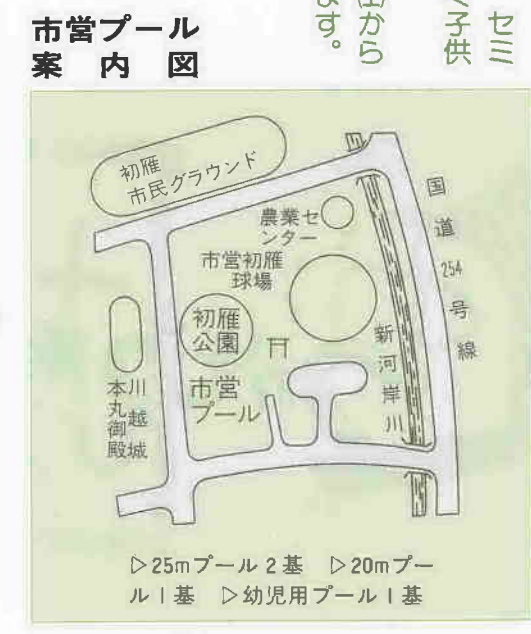 セミ
子供
から
ます。
市営プール
案内図
初雁
市民グラウンド
農業セ
ンター
市営初雁
球場
初雁
公園
市営
プール
川越城
本丸御殿
新河岸川
国道254号線
▷25mプール2基 ▷20mプー
ル1基 ▷幼児用プール1基